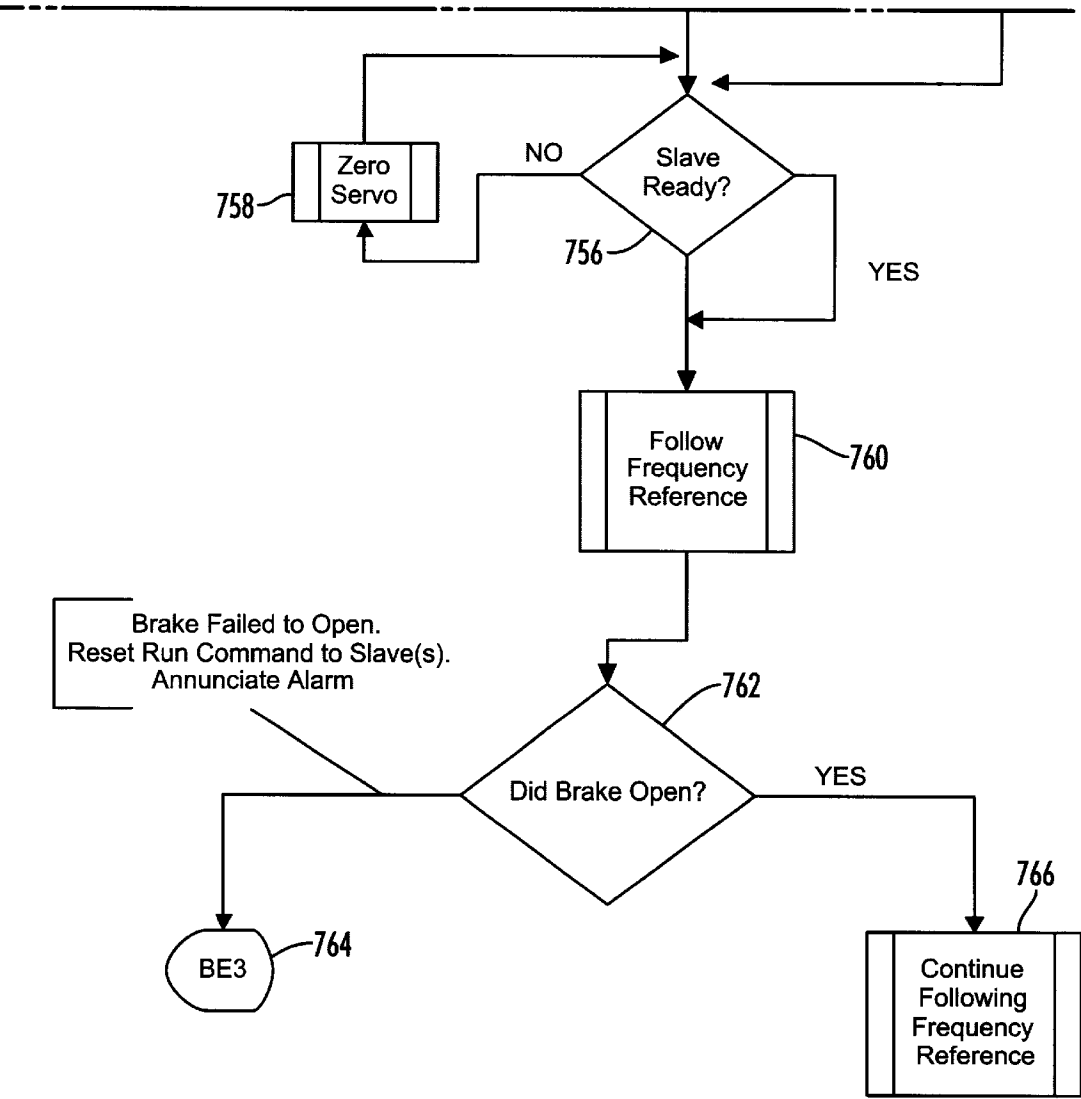 Zero
Servo
758
NO
Slave
Ready?
756
YES
Follow
Frequency
Reference
760
Brake Failed to Open.
Reset Run Command to Slave(s).
Annunciate Alarm
762
Did Brake Open?
YES
BE3
764
766
Continue
Following
Frequency
Reference